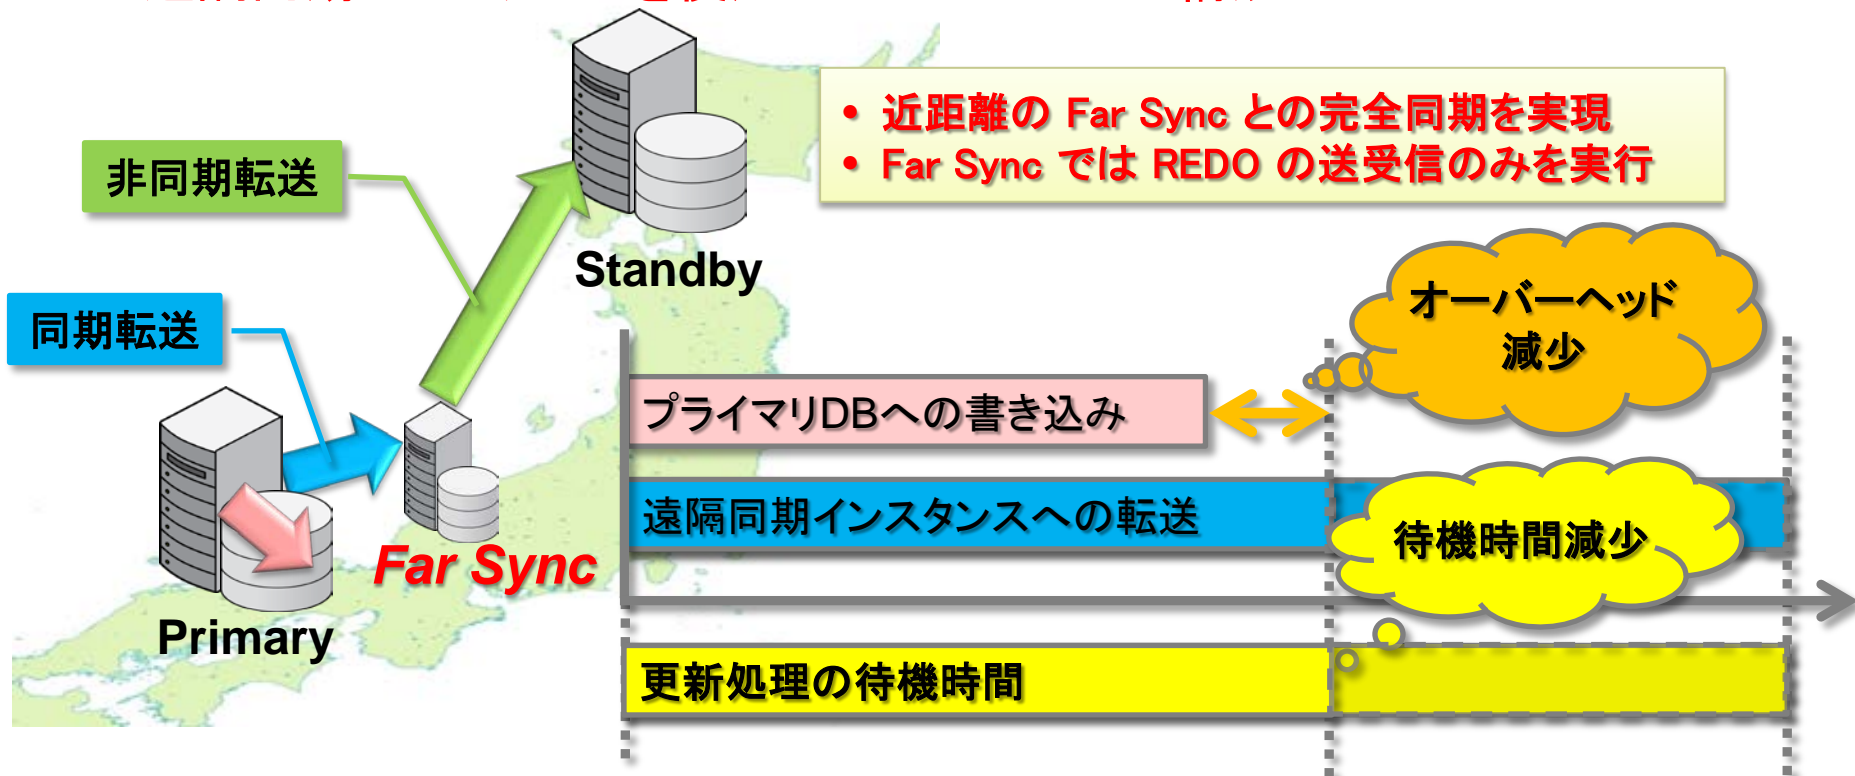 • 近距離の Far Sync との完全同期を実現
• Far Sync では REDO の送受信のみを実行
非同期転送
Standby
同期転送
オーバーヘッド
減少
プライマリDBへの書き込み
遠隔同期インスタンスへの転送
待機時間減少
Far Sync
Primary
更新処理の待機時間